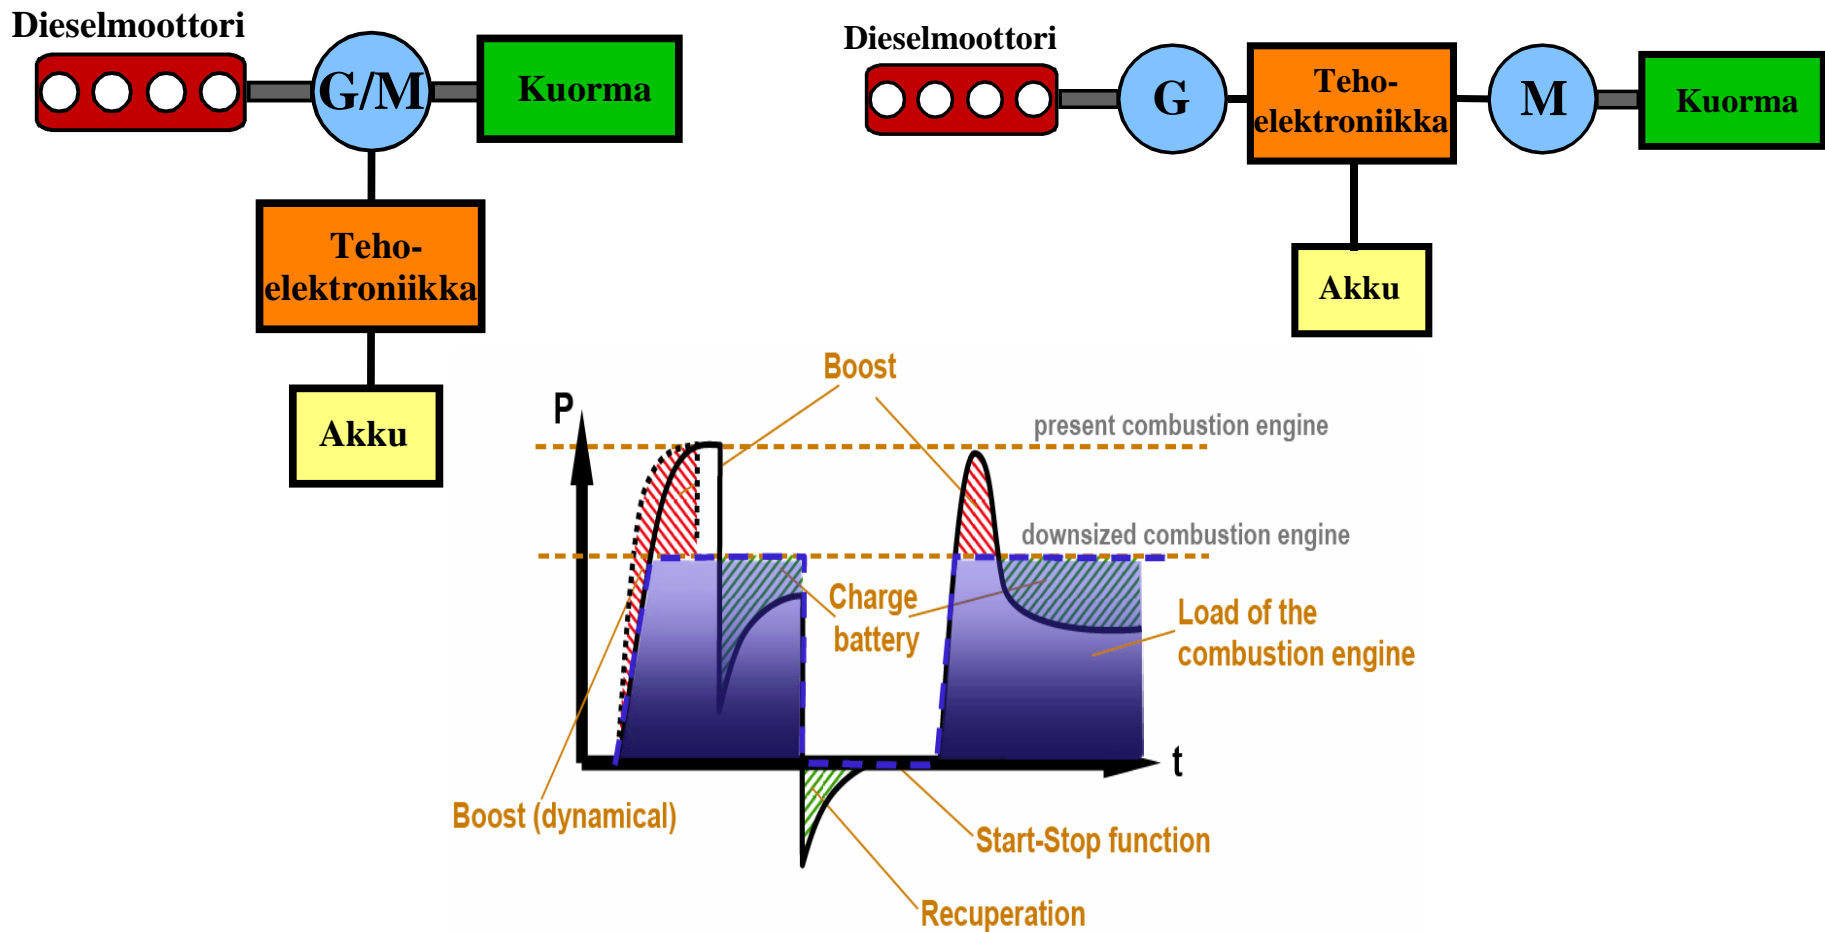 Dieselmoottori
G/M
Kuorma
Teho-
elektroniikka
Akku
Dieselmoottori
G
Teho-
elektroniikka
M
Kuorma
Akku
Boost
P
present combustion engine
downsized combustion engine
Charge
battery
Load of the
combustion engine
t
Boost (dynamical)
Start-Stop function
Recuperation